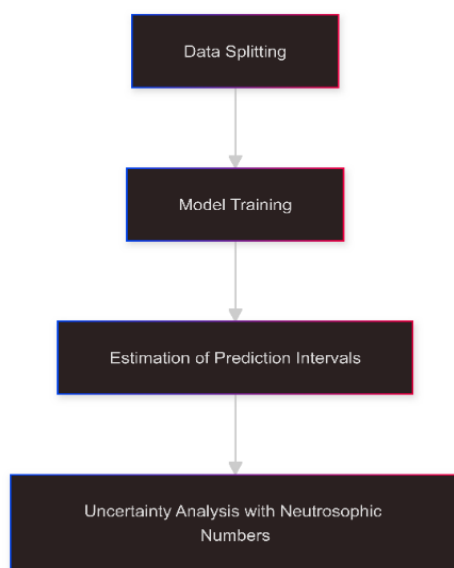 Data Splitting
Model Training
Estimation of Prediction Intervals
Uncertainty Analysis with Neutrosophic
Numbers